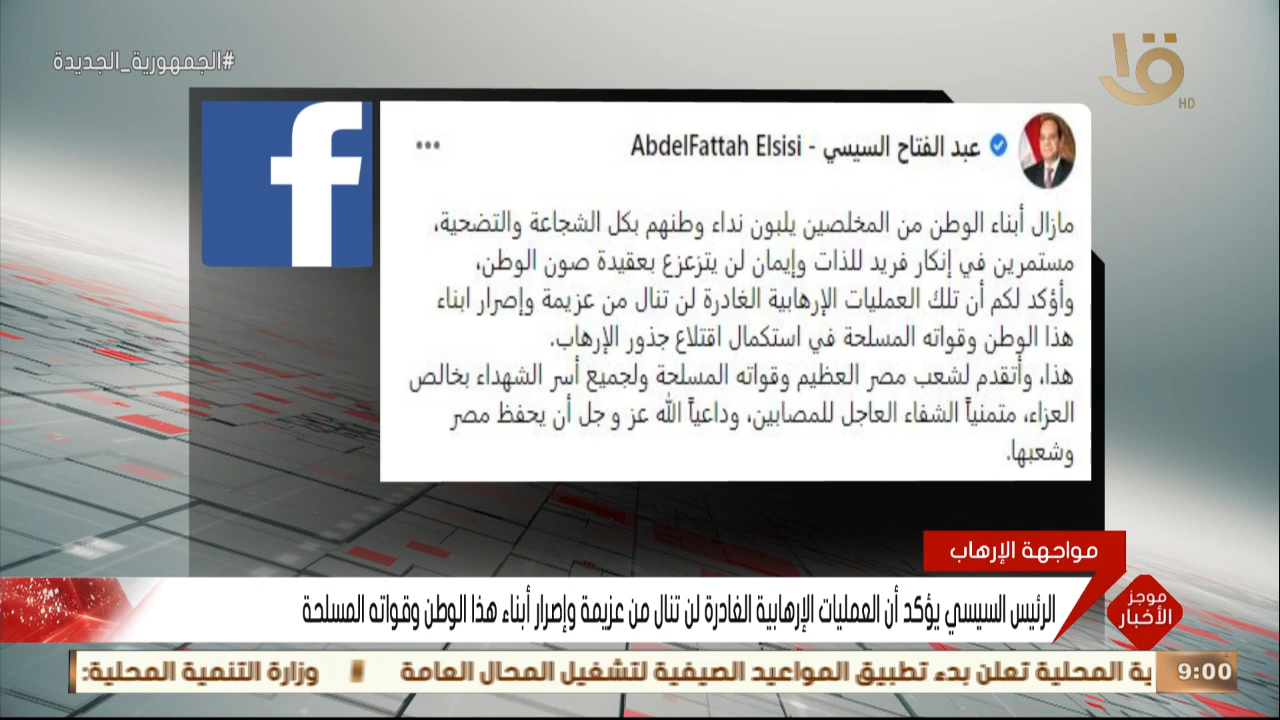 #الجمهورية_الجديدة
HD
عبد الفتاح السيسي - AbdelFattah Elsisi
مازال أبناء الوطن من المخلصين يلبون نداء وطنهم بكل الشجاعة والتضحية،
مستمرين في إنكار فريد للذات وإيمان لن يتزعزع بعقيدة صون الوطن،
وأؤكد لكم أن تلك العمليات الإرهابية الغادرة لن تنال من عزيمة وإصرار ابناء
هذا الوطن وقواته المسلحة في استكمال اقتلاع جذور الإرهاب.
هذا، وأتقدم لشعب مصر العظيم وقواته المسلحة ولجميع أسر الشهداء بخالص
العزاء، متمنياً الشفاء العاجل للمصابين، وداعياً الله عز و جل أن يحفظ مصر
وشعبها.
مواجهة الإرهاب
موجز
الأخبار
الرئيس السيسي يؤكد أن العمليات الإرهابية الغادرة لن تنال من عزيمة وإصرار أبناء هذا الوطن وقواته المسلحة
9:00
ية المحلية تعلن بدء تطبيق المواعيد الصيفية لتشغيل المحال العامة وزارة التنمية المحلية: